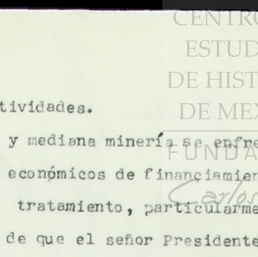 CENTRO
ESTUD
DE HIST
DE MEX
FUNDA
Carlos
tividades.
y mediana minería se enfre
económicos de financiamien
tratamiento, particularme
de que el señor Presidente